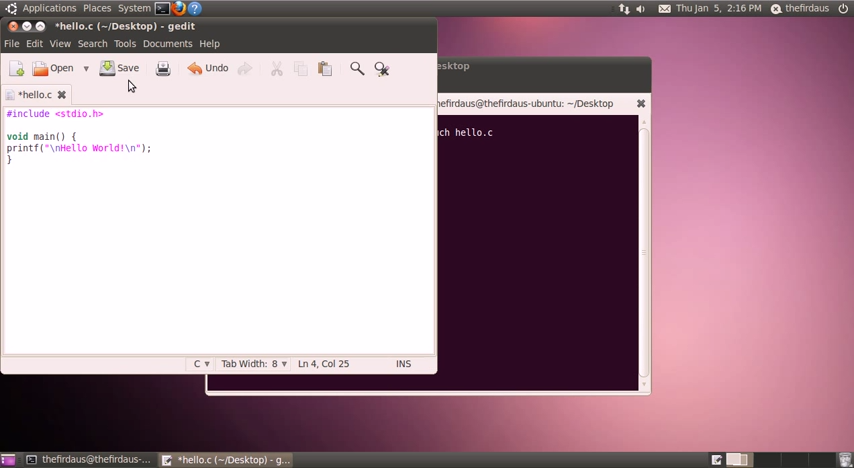 Applications Places System Thu Jan 5, 2:16 PM thefirdaus
*hello.c (~/Desktop) - gedit
File Edit View Search Tools Documents Help
Open Save Undo
*hello.c
#include <stdio.h>
void main() {
printf("\nHello World!\n");
}
C Tab Width: 8 Ln 4, Col 25 INS
esktop
hefirdaus@thefirdaus-ubuntu: ~/Desktop
uch hello.c
thefirdaus@thefirdaus-... *hello.c (~/Desktop) - g...